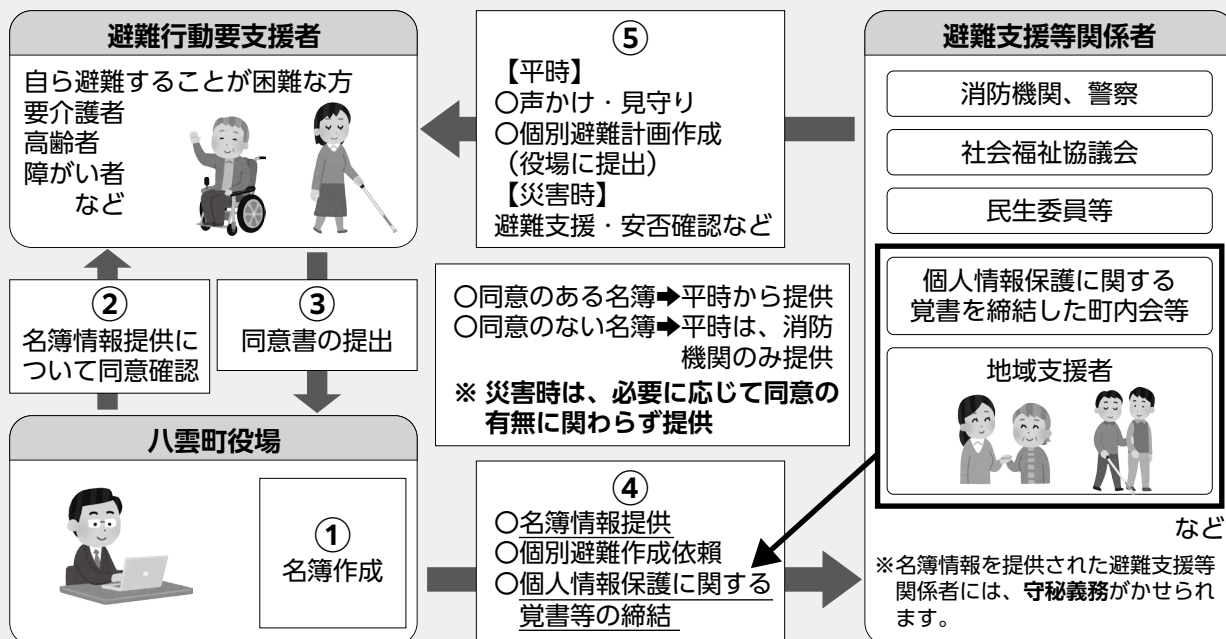 避難行動要支援者
自ら避難することが困難な方
要介護者
高齢者
障がい者
など
⑤
【平時】
〇声かけ・見守り
〇個別避難計画作成
(役場に提出)
【災害時】
避難支援・安否確認など
避難支援等関係者
消防機関、警察
社会福祉協議会
民生委員等
個人情報保護に関する
覚書を締結した町内会等
地域支援者
など
※名簿情報を提供された避難支援等
関係者には、守秘義務がかせられ
ます。
②
名簿情報提供に
ついて同意確認
③
同意書の提出
〇同意のある名簿➡平時から提供
〇同意のない名簿➡平時は、消防
機関のみ提供
※ 災害時は、必要に応じて同意の
有無に関わらず提供
八雲町役場
①
名簿作成
④
〇名簿情報提供
〇個別避難作成依頼
〇個人情報保護に関する
覚書等の締結